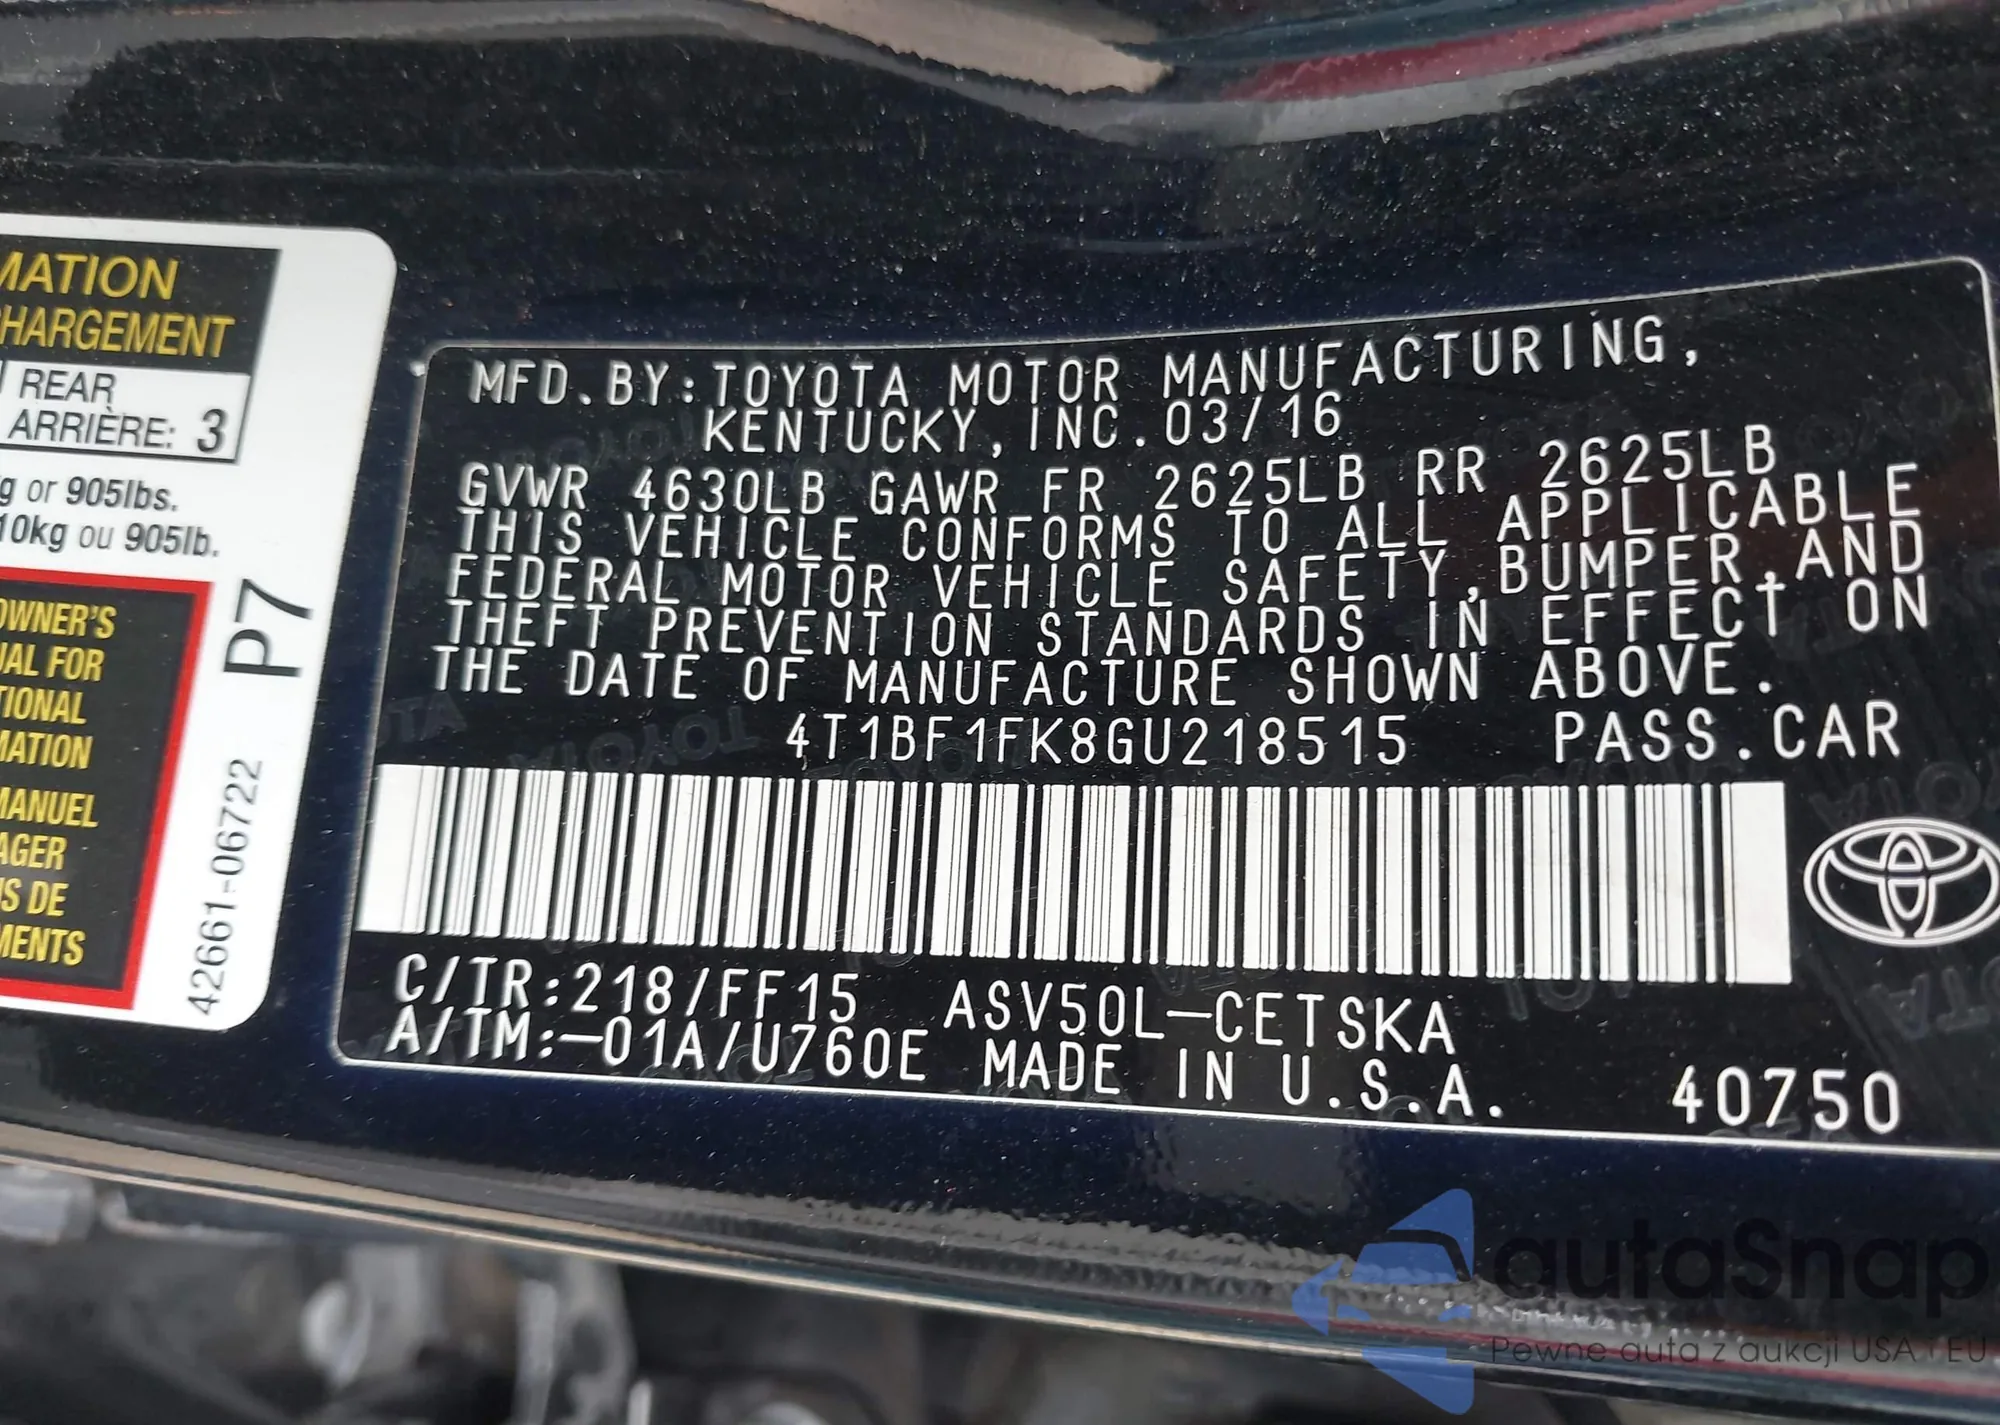 MATION
HARGEMENT
REAR
ARRIÈRE: 3
g or 905lbs.
10kg ou 905lb.
OWNER'S
UAL FOR
TIONAL
MATION
MANUEL
AGER
S DE
MENTS
42661-06722 P7
MFD.BY:TOYOTA MOTOR MANUFACTURING,
KENTUCKY, INC.03/16
GVWR 4630LB GAWR FR 2625LB RR 2625LB
THIS VEHICLE CONFORMS TO ALL APPLICABLE
FEDERAL MOTOR VEHICLE SAFETY,BUMPER,AND
THEFT PREVENTION STANDARDS IN EFFECT ON
THE DATE OF MANUFACTURE SHOWN ABOVE.
4T1BF1FK8GU218515 PASS.CAR
C/TR:218/FF15 ASV50L-CETSKA
A/TM:-01A/U760E MADE IN U.S.A. 40750
autaSnap
Pewne auta z aukcji USA i EU